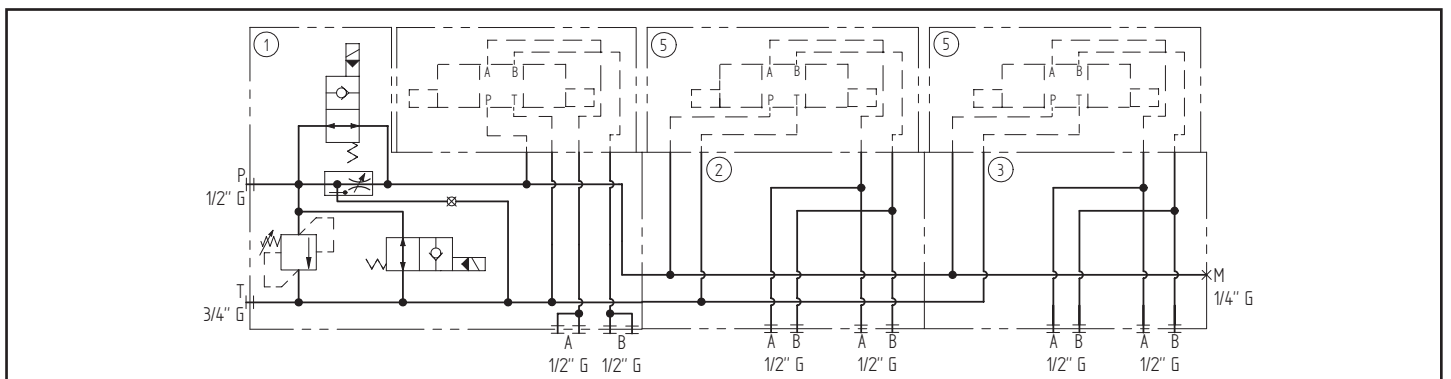 1
5
5
A B
P T
A B
P T
A B
P T
P
1/2" G
2
3
T
3/4" G
M
1/4" G
A B
1/2" G 1/2" G
A B A B
1/2" G 1/2" G
A B A B
1/2" G 1/2" G